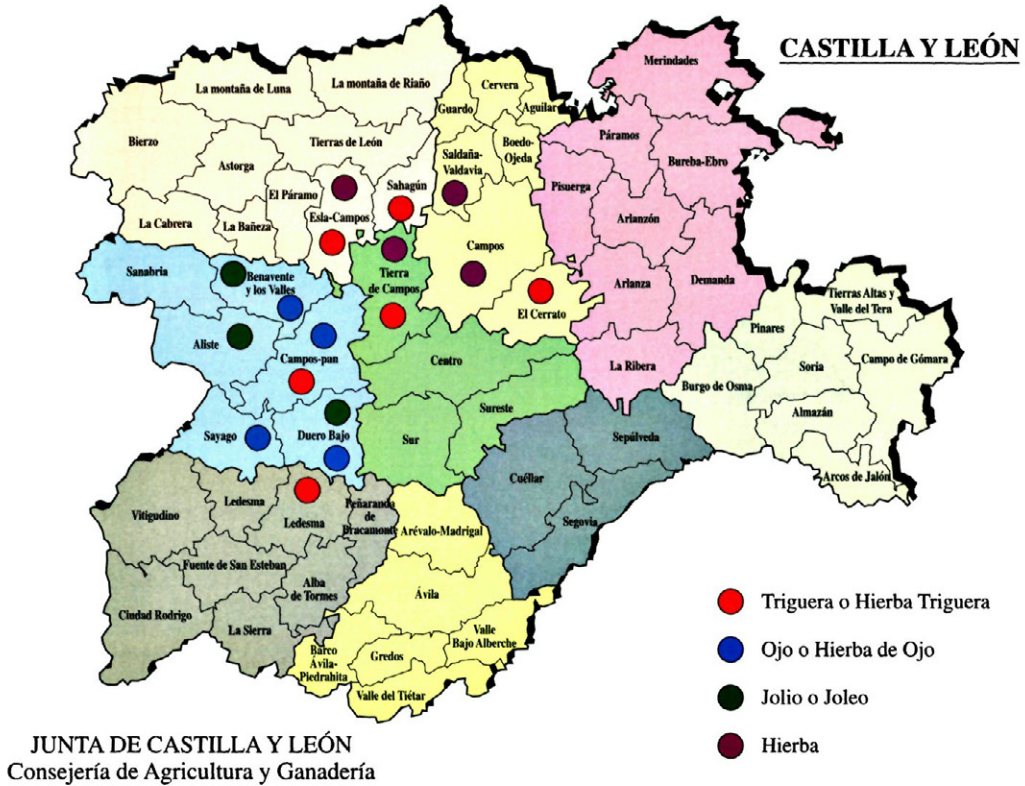 CASTILLA Y LEÓN
Merindades
La montaña de Riaño
La montaña de Luna
Cervera
Guardo
Aguilar
Bierzo
Tierras de León
Páramos
Boedo-
Ojeda
Saldaña-
Valdavia
Bureba-Ebro
Astorga
El Páramo
Sahagún
Pisuerga
Esla-Campos
Arlanzón
La Cabrera
La Bañeza
Campos
Sanabria
Benavente
y los Valles
Tierra
de Campos
Arlanza
Demanda
Tierras Altas y
Valle del Tera
El Cerrato
Pinares
Aliste
Campos-pan
Centro
La Ribera
Soria
Campo de Gómara
Burgo de Osma
Sureste
Almazán
Sayago
Duero Bajo
Sur
Sepúlveda
Cuéllar
Arcos de Jalón
Ledesma
Vitigudino
Ledesma
Peñaranda
de
Bracamonte
Segovia
Arévalo-Madrigal
Fuente de San Esteban
Alba
de Tormes
Ávila
Ciudad Rodrigo
La Sierra
Valle
Bajo Alberche
Barco
Ávila-
Piedrahita
Gredos
Valle del Tiétar
Triguera o Hierba Triguera
Ojo o Hierba de Ojo
Jolio o Joleo
Hierba
JUNTA DE CASTILLA Y LEÓN
Consejería de Agricultura y Ganadería